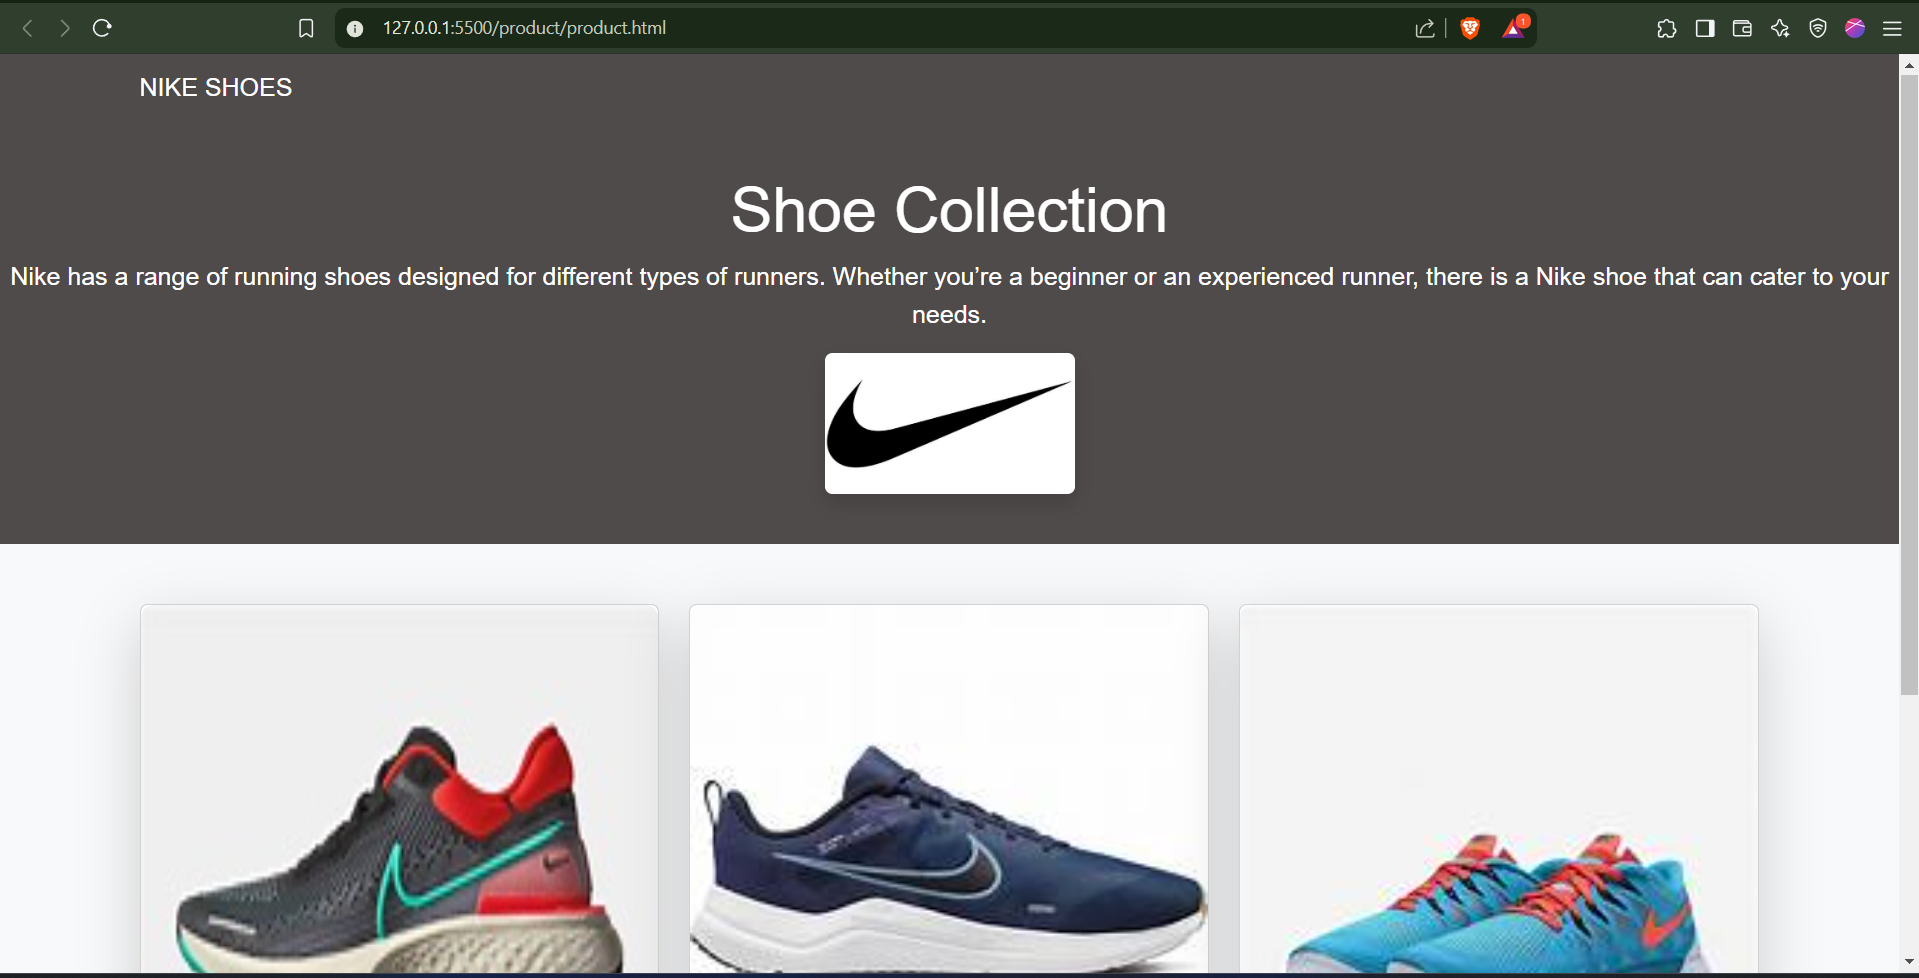 127.0.0.1:5500/product/product.html
1
NIKE SHOES
Shoe Collection
Nike has a range of running shoes designed for different types of runners. Whether you’re a beginner or an experienced runner, there is a Nike shoe that can cater to your
needs.